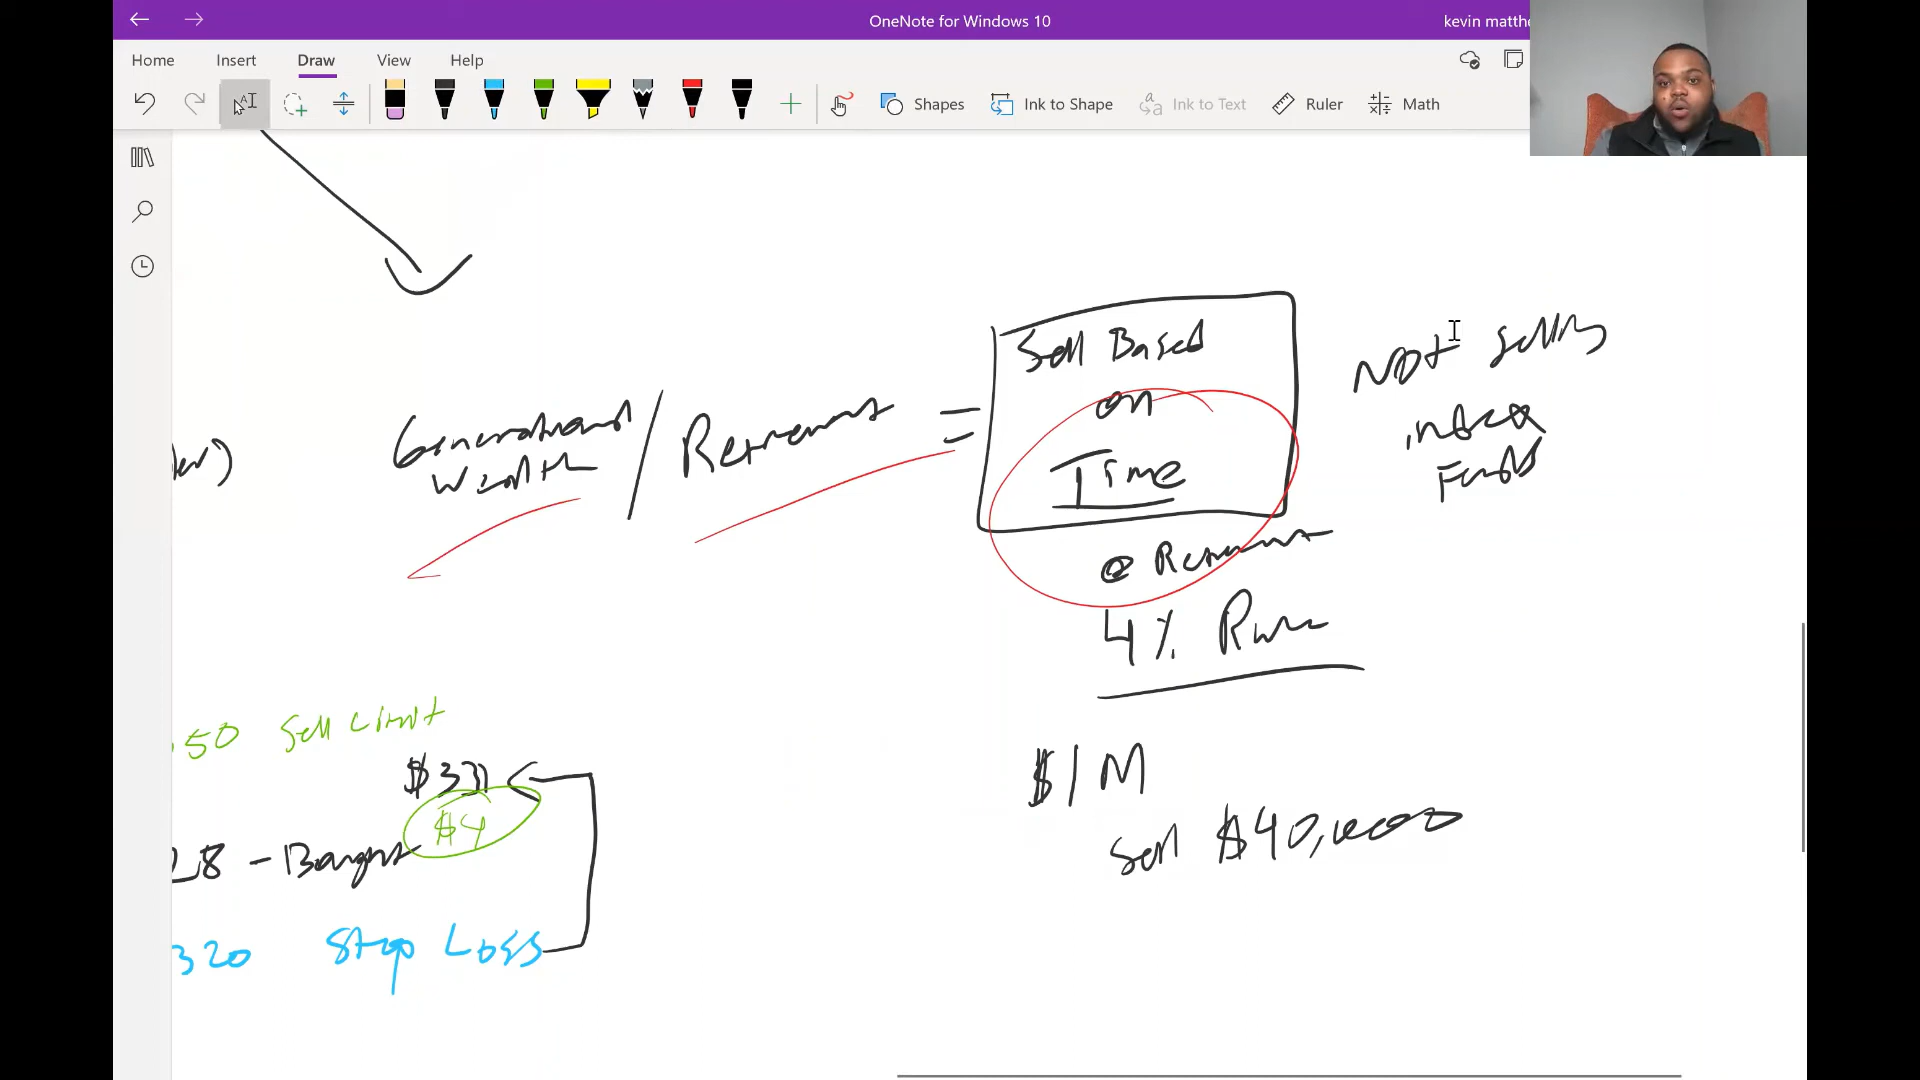 OneNote for Windows 10
kevin matthe
Home Insert Draw View Help
Shapes Ink to Shape Ink to Text Ruler Math
Sell Based
on
Time
Not selling
index
Funds
Generational
Wealth / Retirement =
@ Retirement
4% Rule
50 Sell Limit
$331
$4
28 - Bought
320 Stop Loss
$1M
Sell $40,000